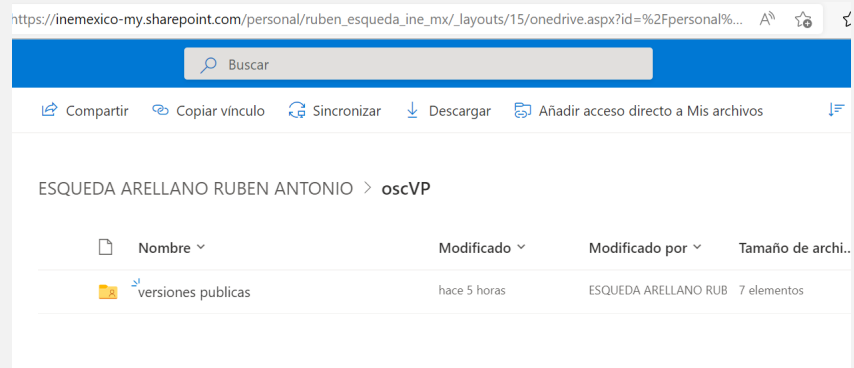 https://inemexico-my.sharepoint.com/personal/ruben_esqueda_ine_mx/_layouts/15/onedrive.aspx?id=%2Fpersonal%...
Buscar
Compartir Copiar vínculo Sincronizar Descargar Añadir acceso directo a Mis archivos
ESQUEDA ARELLANO RUBEN ANTONIO > oscVP
Nombre Modificado Modificado por Tamaño de archi...
versiones publicas hace 5 horas ESQUEDA ARELLANO RUB 7 elementos